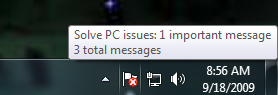 Solve PC issues: 1 important message
3 total messages
8:56 AM
9/18/2009